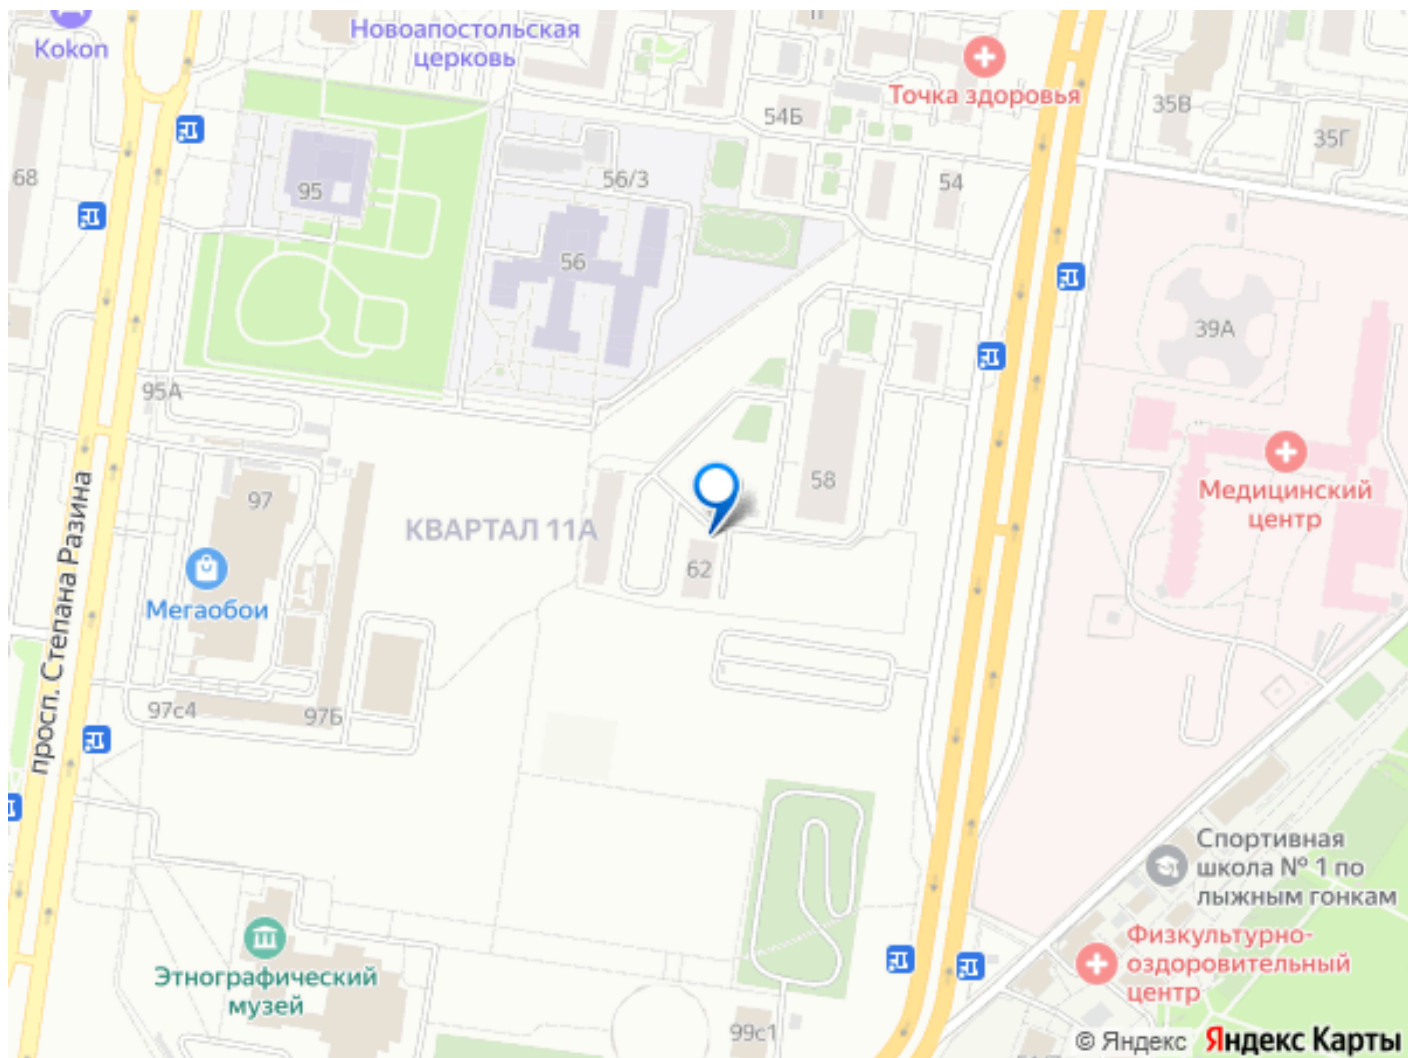 Kokon
Новоапостольская
церковь
Точка здоровья
54Б
35В
35Г
68
95
56/3
54
56
39А
95А
97
КВАРТАЛ 11А
58
62
Медицинский
центр
Мегаобои
просп. Степана Разина
97с4
97Б
Спортивная
школа № 1 по
лыжным гонкам
Этнографический
музей
Физкультурно-
оздоровительный
центр
99с1
© Яндекс Яндекс Карты